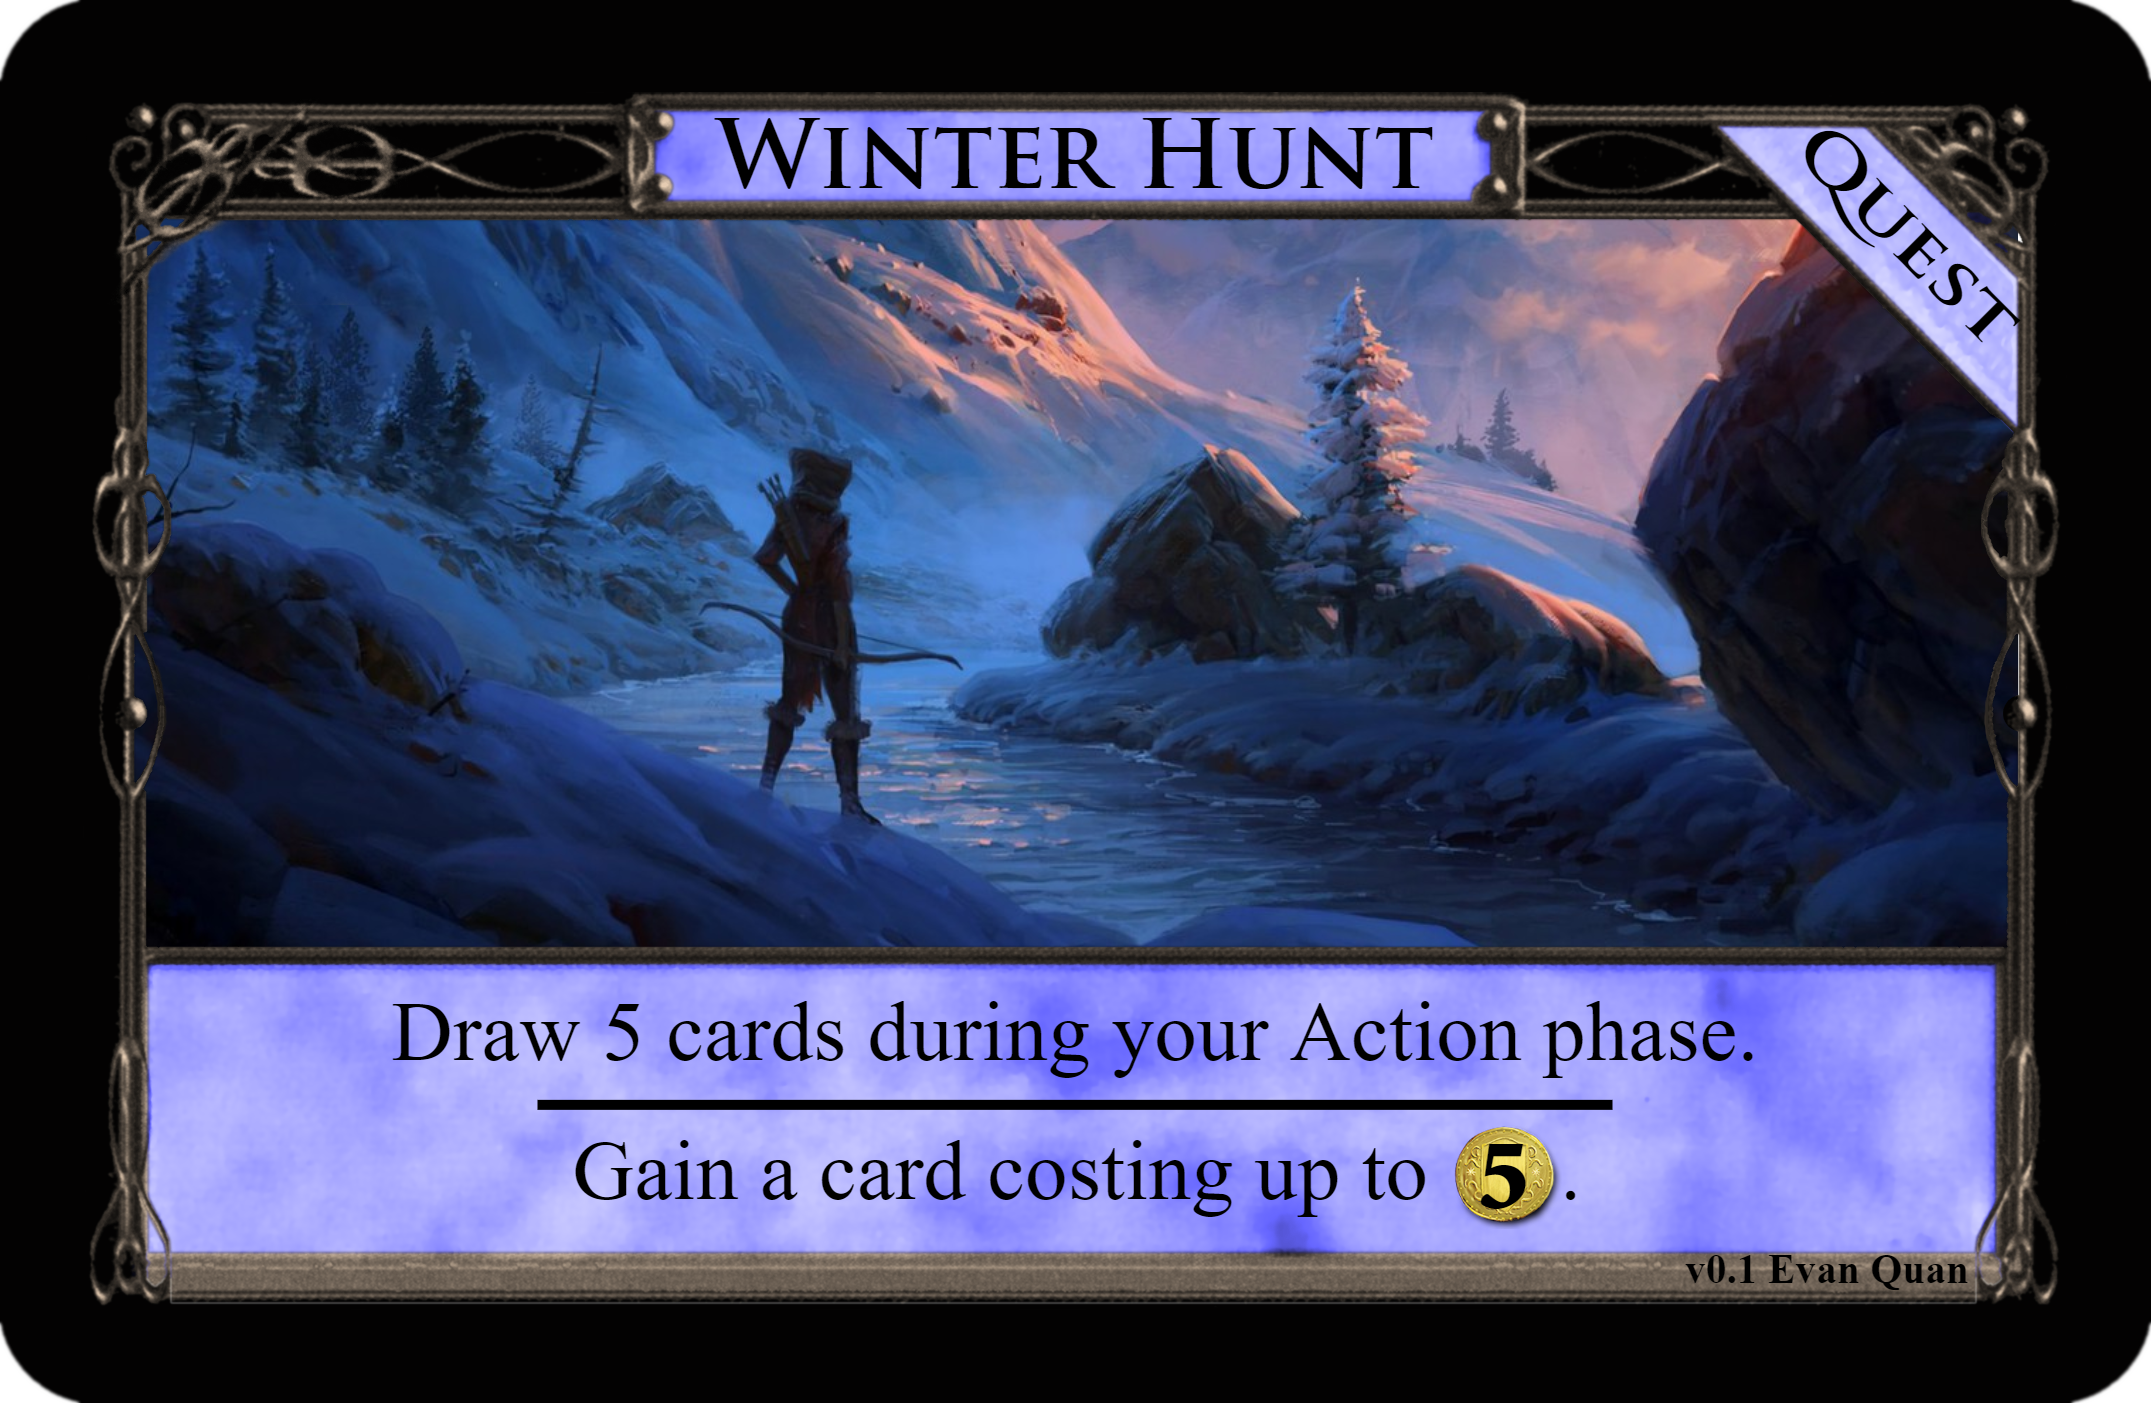 WINTER HUNT
QUEST
Draw 5 cards during your Action phase.
Gain a card costing up to 5.
v0.1 Evan Quan